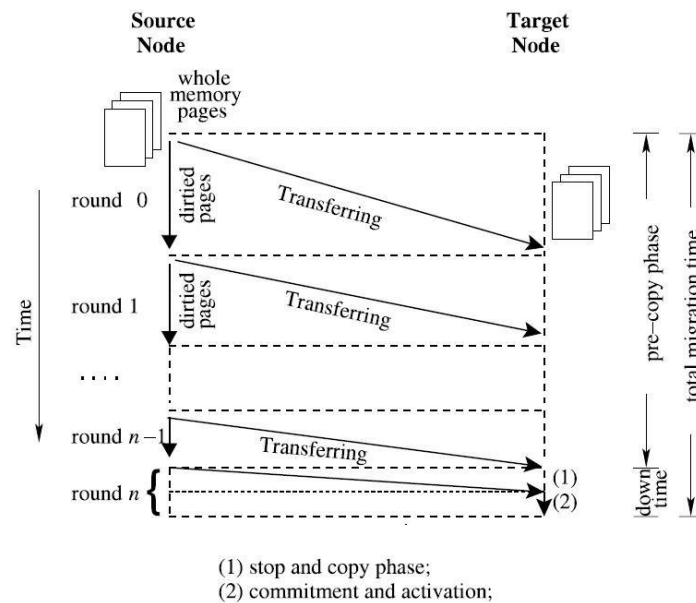 Source
Node
Target
Node
whole
memory
pages
round 0
dirtied
pages
Transferring
round 1
dirtied
pages
Transferring
Time
. . . .
round n−1
Transferring
round n
(1)
(2)
pre−copy phase
down
time
total migration time
(1) stop and copy phase;
(2) commitment and activation;